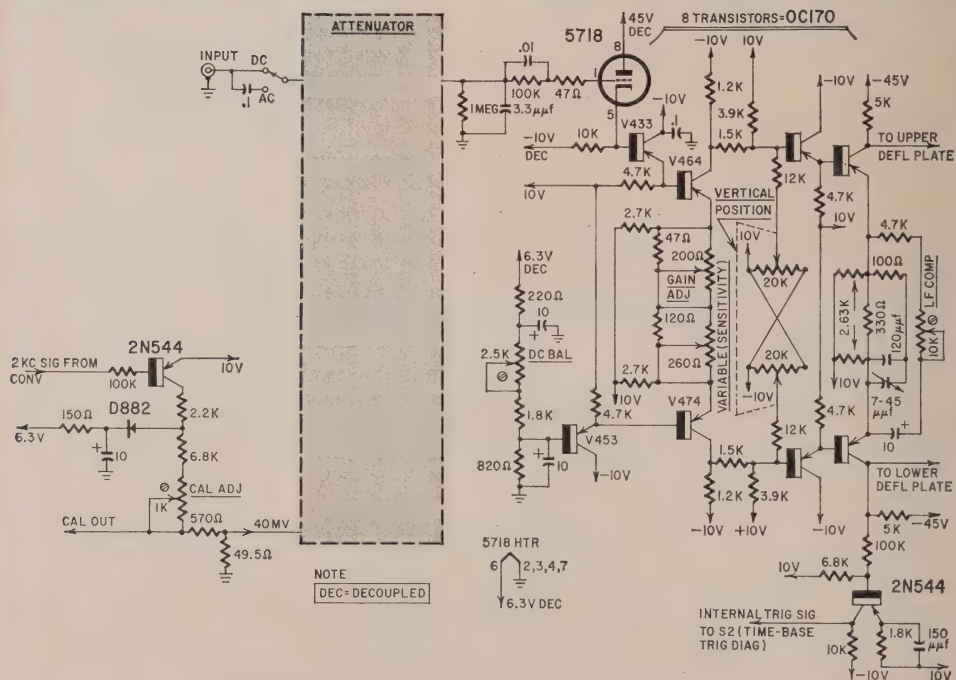 ATTENUATOR
45V
DEC
8 TRANSISTORS=OC170
5718
8
1
5
INPUT
DC
AC
.1
.01
100K
47Ω
1MEG
3.3μμf
-10V
10V
-10V
-45V
1.2K
3.9K
1.5K
5K
TO UPPER
DEFL PLATE
V433
-10V
.1
-10V
DEC
10K
V464
4.7K
10V
VERTICAL
POSITION
12K
4.7K
10V
4.7K
2.7K
47Ω
200Ω
GAIN
ADJ
120Ω
260Ω
2.7K
10V
VARIABLE (SENSITIVITY)
10V
20K
20K
-10V
100Ω
2.63K
330Ω
120μμf
7-45
μμf
10V
LF COMP
10K
10
+
6.3V
DEC
220Ω
10
+
2.5K
DC BAL
1.8K
820Ω
+
10
4.7K
V453
-10V
V474
1.5K
12K
4.7K
1.2K
3.9K
-10V
+10V
-10V
TO LOWER
DEFL PLATE
5K
-45V
100K
2KC SIG FROM
CONV
2N544
100K
10V
2.2K
D882
150Ω
6.3V
+
10
6.8K
CAL ADJ
1K
CAL OUT
570Ω
40MV
49.5Ω
NOTE
DEC=DECOUPLED
5718 HTR
6
2,3,4,7
6.3V DEC
10V
6.8K
2N544
INTERNAL TRIG SIG
TO S2 (TIME-BASE
TRIG DIAG)
10K
1.8K
150
μμf
-10V
10V